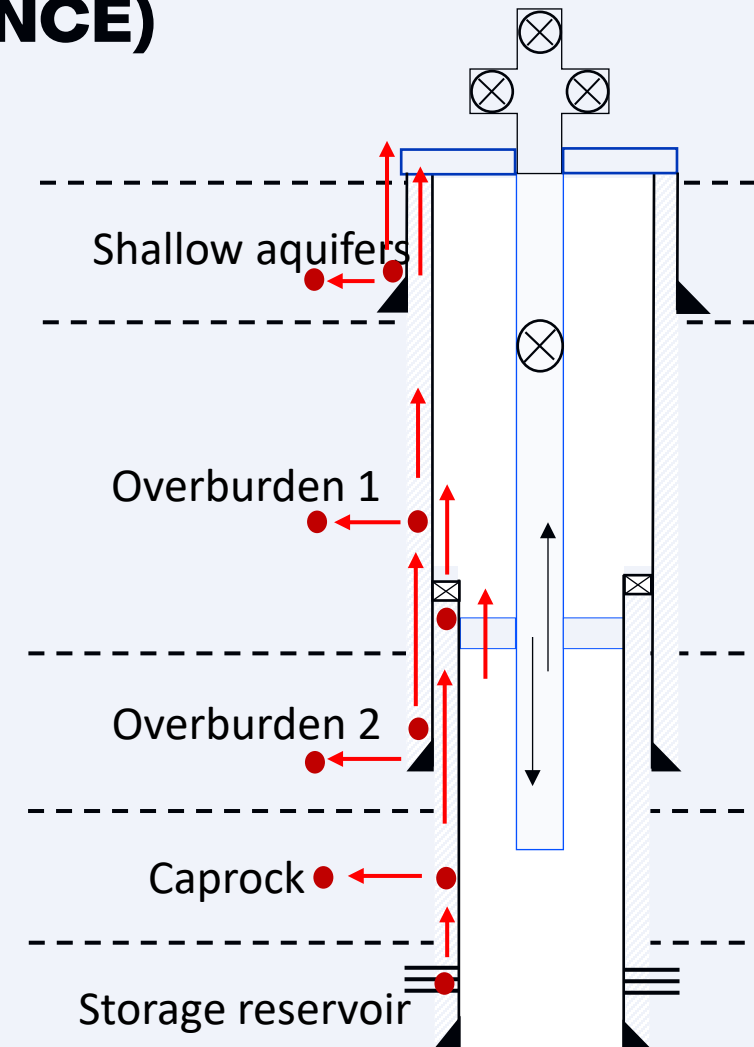 NCE)
Shallow aquifers
Overburden 1
Overburden 2
Caprock
Storage reservoir